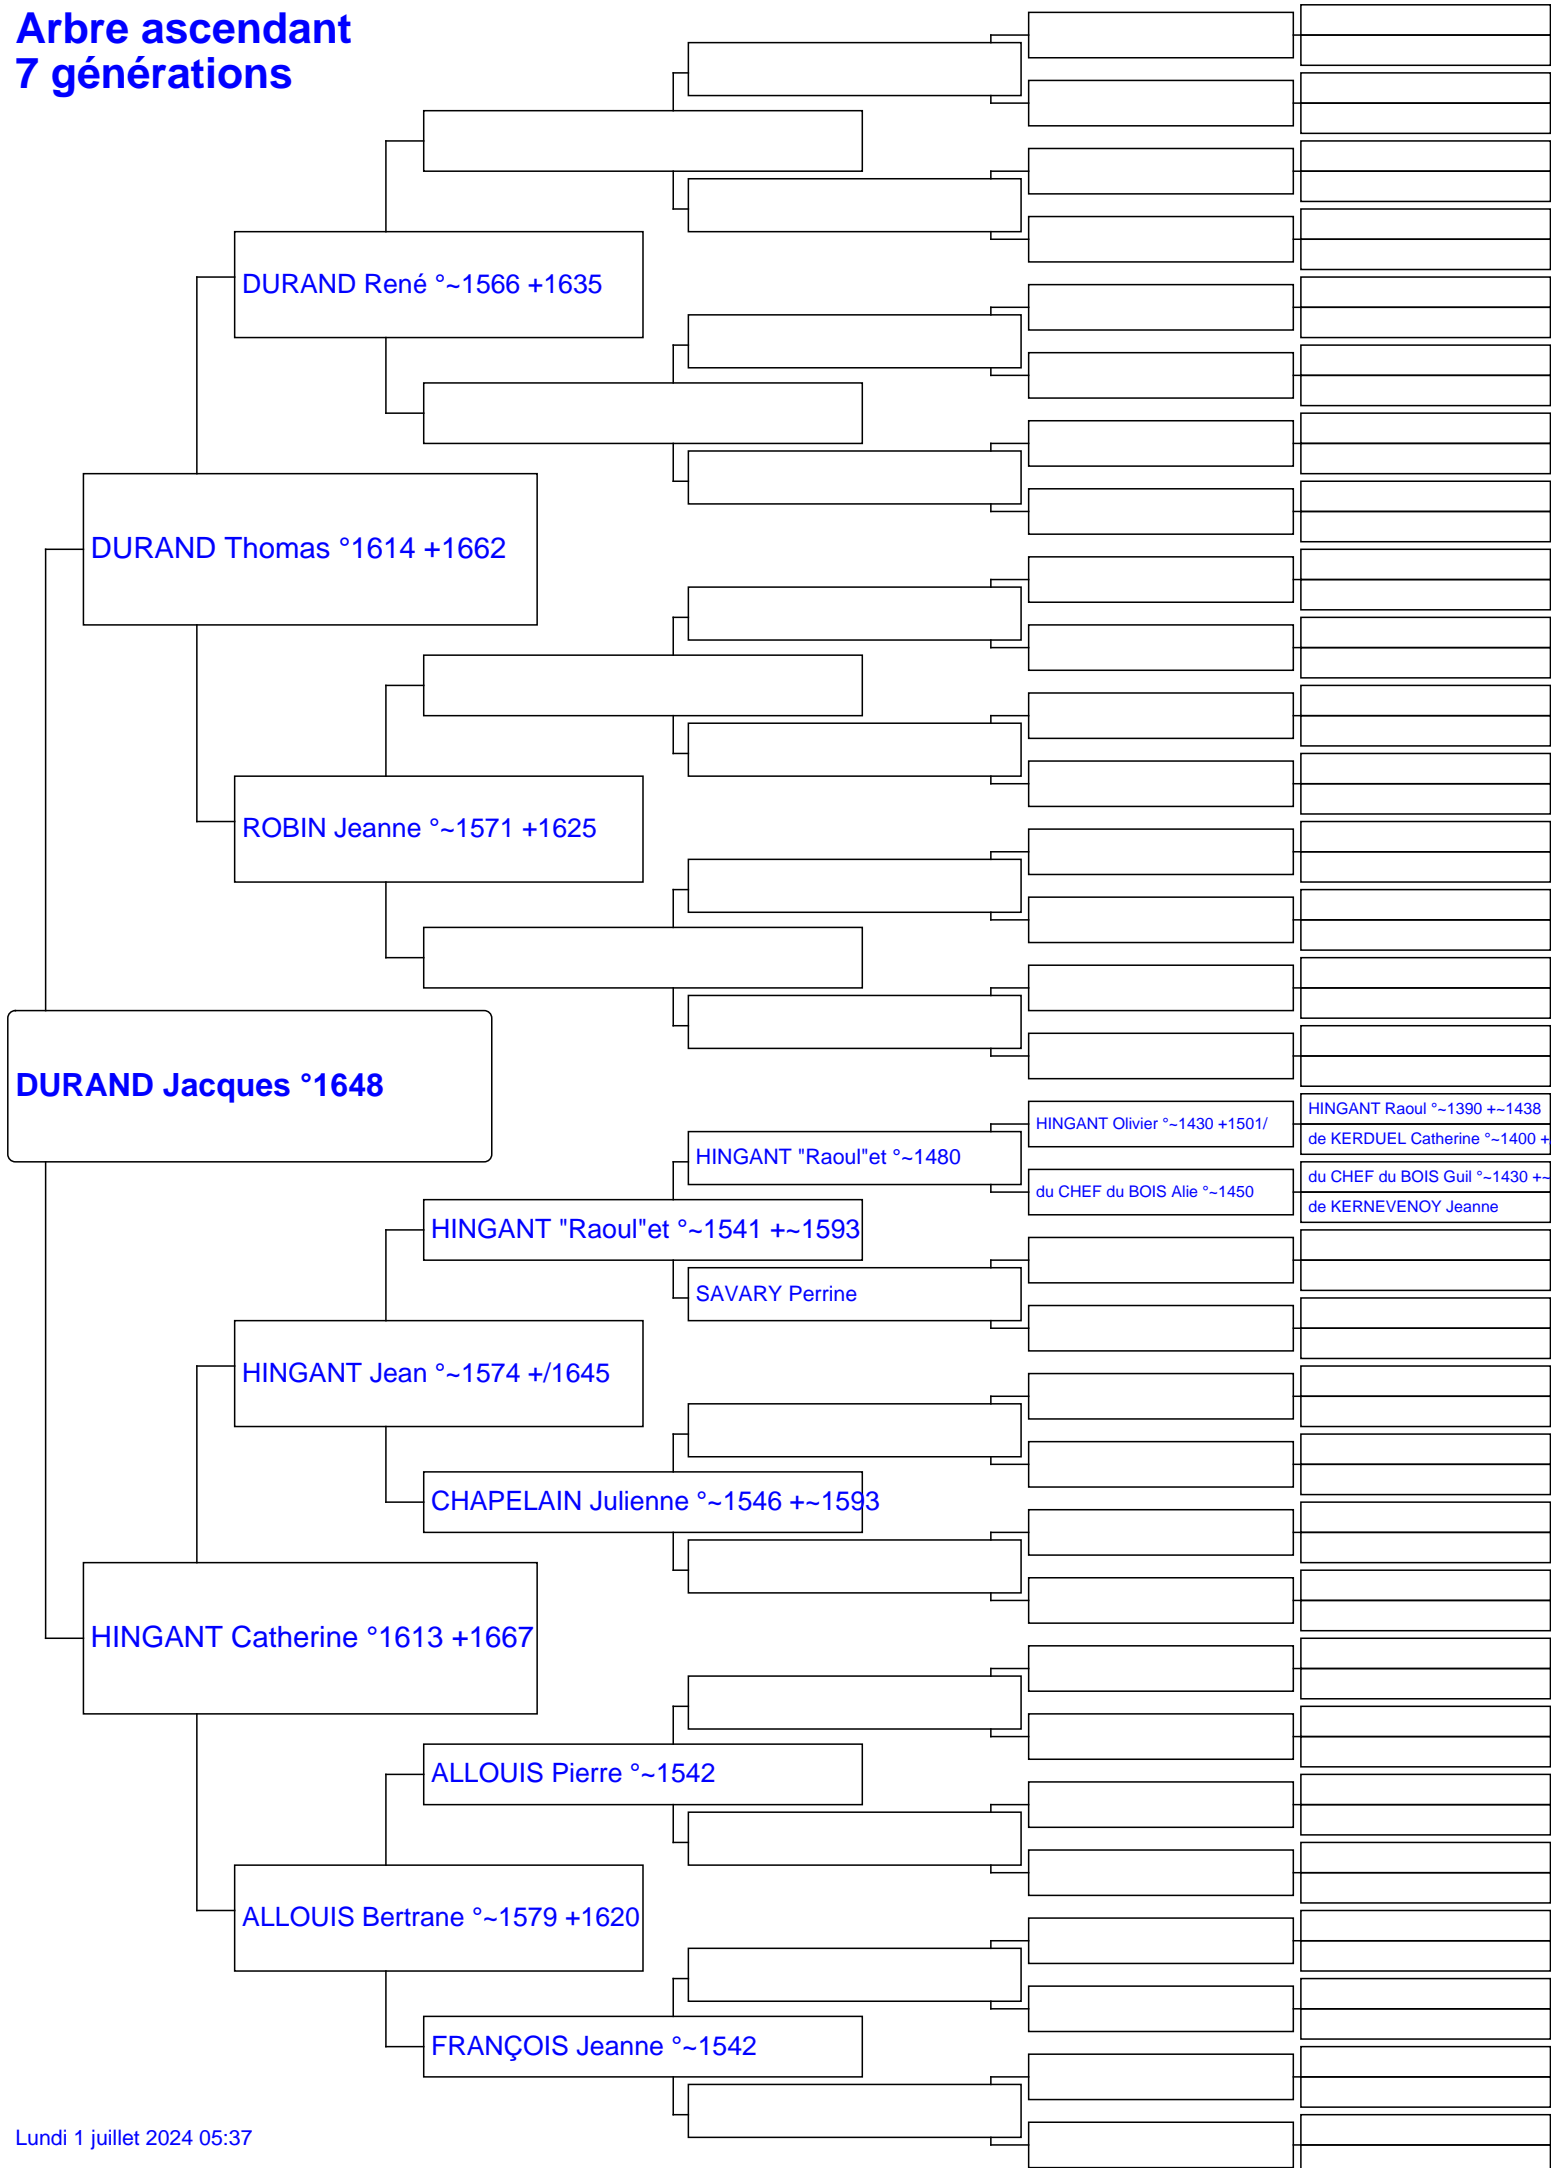 Arbre ascendant
7 générations
DURAND René °~1566 +1635
DURAND Thomas °1614 +1662
ROBIN Jeanne °~1571 +1625
DURAND Jacques °1648
HINGANT Raoul °~1390 +~1438
HINGANT Olivier °~1430 +1501/
de KERDUEL Catherine °~1400 +
HINGANT "Raoul"et °~1480
du CHEF du BOIS Guil °~1430 +~
du CHEF du BOIS Alie °~1450
de KERNEVENOY Jeanne
HINGANT "Raoul"et °~1541 +~1593
SAVARY Perrine
HINGANT Jean °~1574 +/1645
CHAPELAIN Julienne °~1546 +~1593
HINGANT Catherine °1613 +1667
ALLOUIS Pierre °~1542
ALLOUIS Bertrane °~1579 +1620
FRANÇOIS Jeanne °~1542
Lundi 1 juillet 2024 05:37